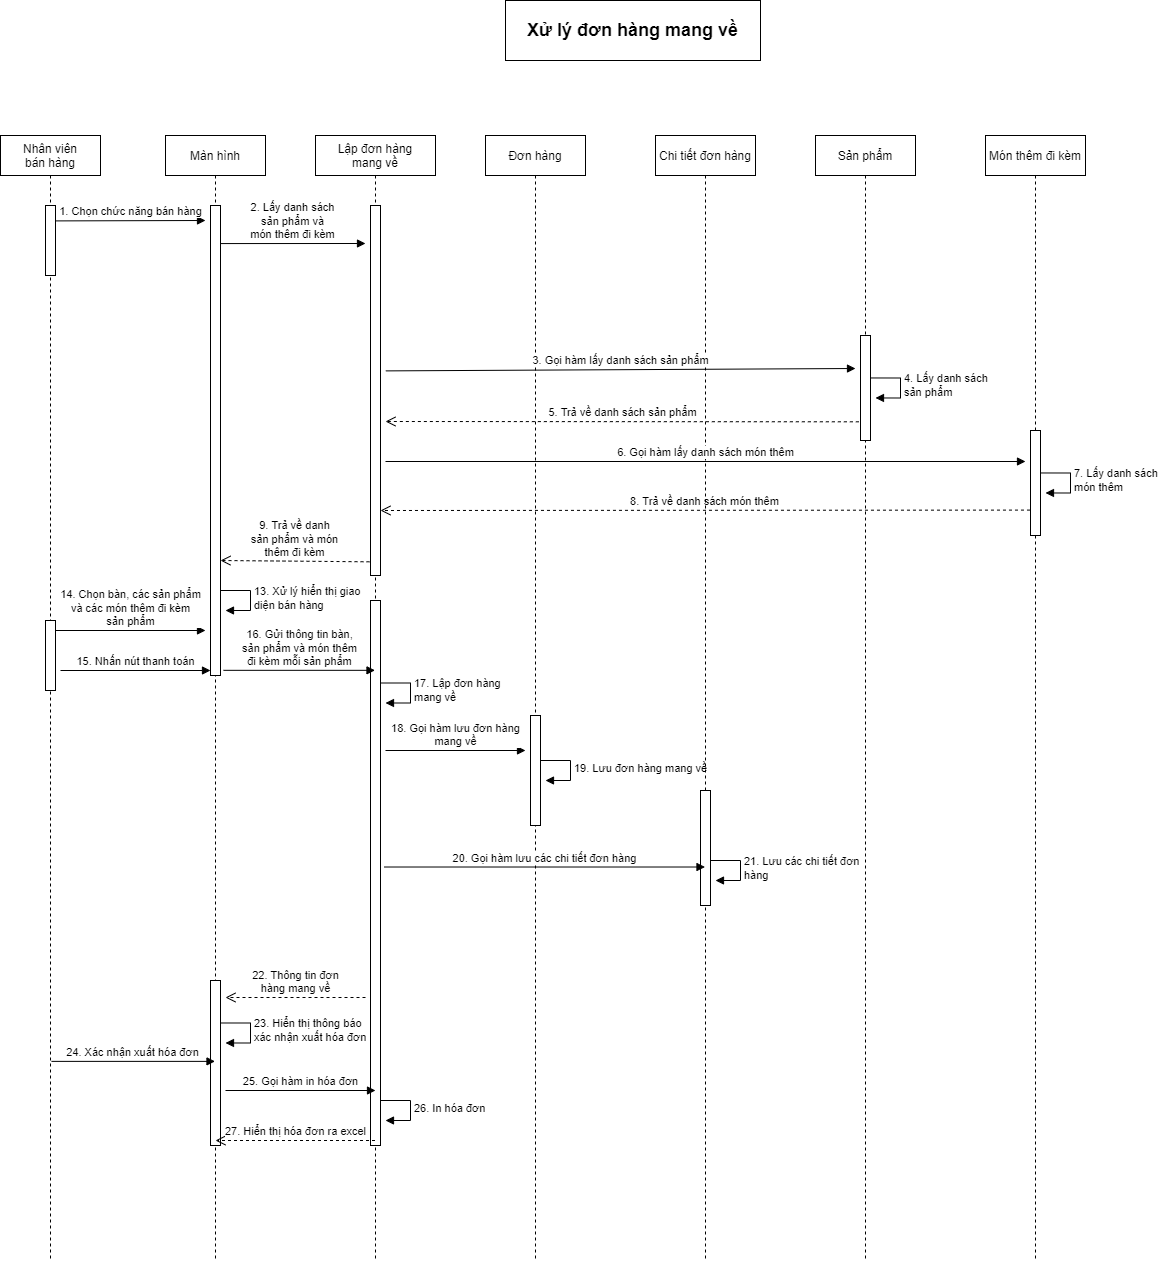 Xử lý đơn hàng mang về
Nhân viên
bán hàng
Màn hình
Lập đơn hàng
mang về
Đơn hàng
Chi tiết đơn hàng
Sản phẩm
Món thêm đi kèm
1. Chọn chức năng bán hàng
2. Lấy danh sách
sản phẩm và
món thêm đi kèm
3. Gọi hàm lấy danh sách sản phẩm
4. Lấy danh sách
sản phẩm
5. Trả về danh sách sản phẩm
6. Gọi hàm lấy danh sách món thêm
7. Lấy danh sách
món thêm
8. Trả về danh sách món thêm
9. Trả về danh
sản phẩm và món
thêm đi kèm
13. Xử lý hiển thị giao
diện bán hàng
14. Chọn bàn, các sản phẩm
và các món thêm đi kèm
sản phẩm
15. Nhấn nút thanh toán
16. Gửi thông tin bàn,
sản phẩm và món thêm
đi kèm mỗi sản phẩm
17. Lập đơn hàng
mang về
18. Gọi hàm lưu đơn hàng
mang về
19. Lưu đơn hàng mang về
20. Gọi hàm lưu các chi tiết đơn hàng
21. Lưu các chi tiết đơn
hàng
22. Thông tin đơn
hàng mang về
23. Hiển thị thông báo
xác nhận xuất hóa đơn
24. Xác nhận xuất hóa đơn
25. Gọi hàm in hóa đơn
26. In hóa đơn
27. Hiển thị hóa đơn ra excel